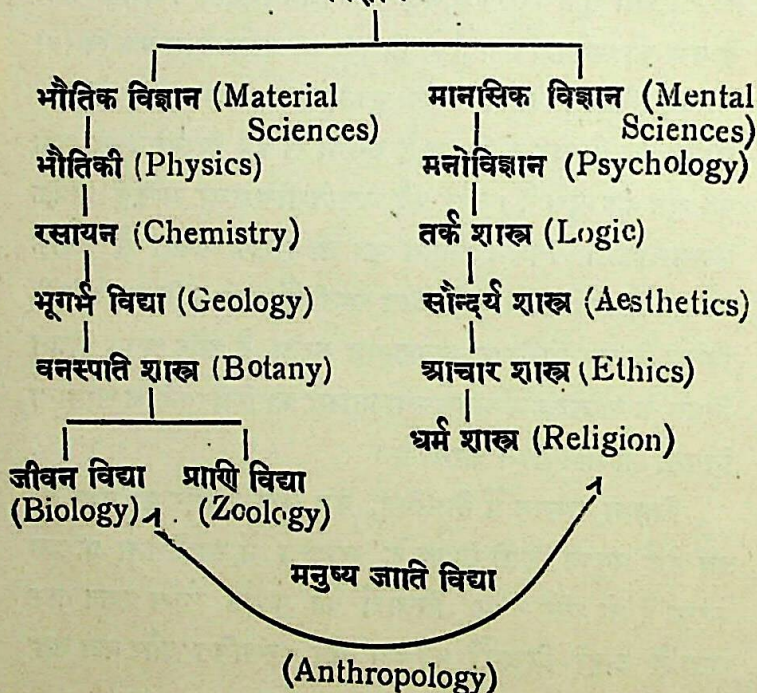 भौतिक विज्ञान (Material Sciences)
मानसिक विज्ञान (Mental Sciences)
भौतिकी (Physics)
मनोविज्ञान (Psychology)
रसायन (Chemistry)
तर्क शास्त्र (Logic)
भूगर्भ विद्या (Geology)
सौन्दर्य शास्त्र (Aesthetics)
वनस्पति शास्त्र (Botany)
आचार शास्त्र (Ethics)
धर्म शास्त्र (Religion)
जीवन विद्या
(Biology)
प्राणि विद्या
(Zoology)
मनुष्य जाति विद्या
(Anthropology)